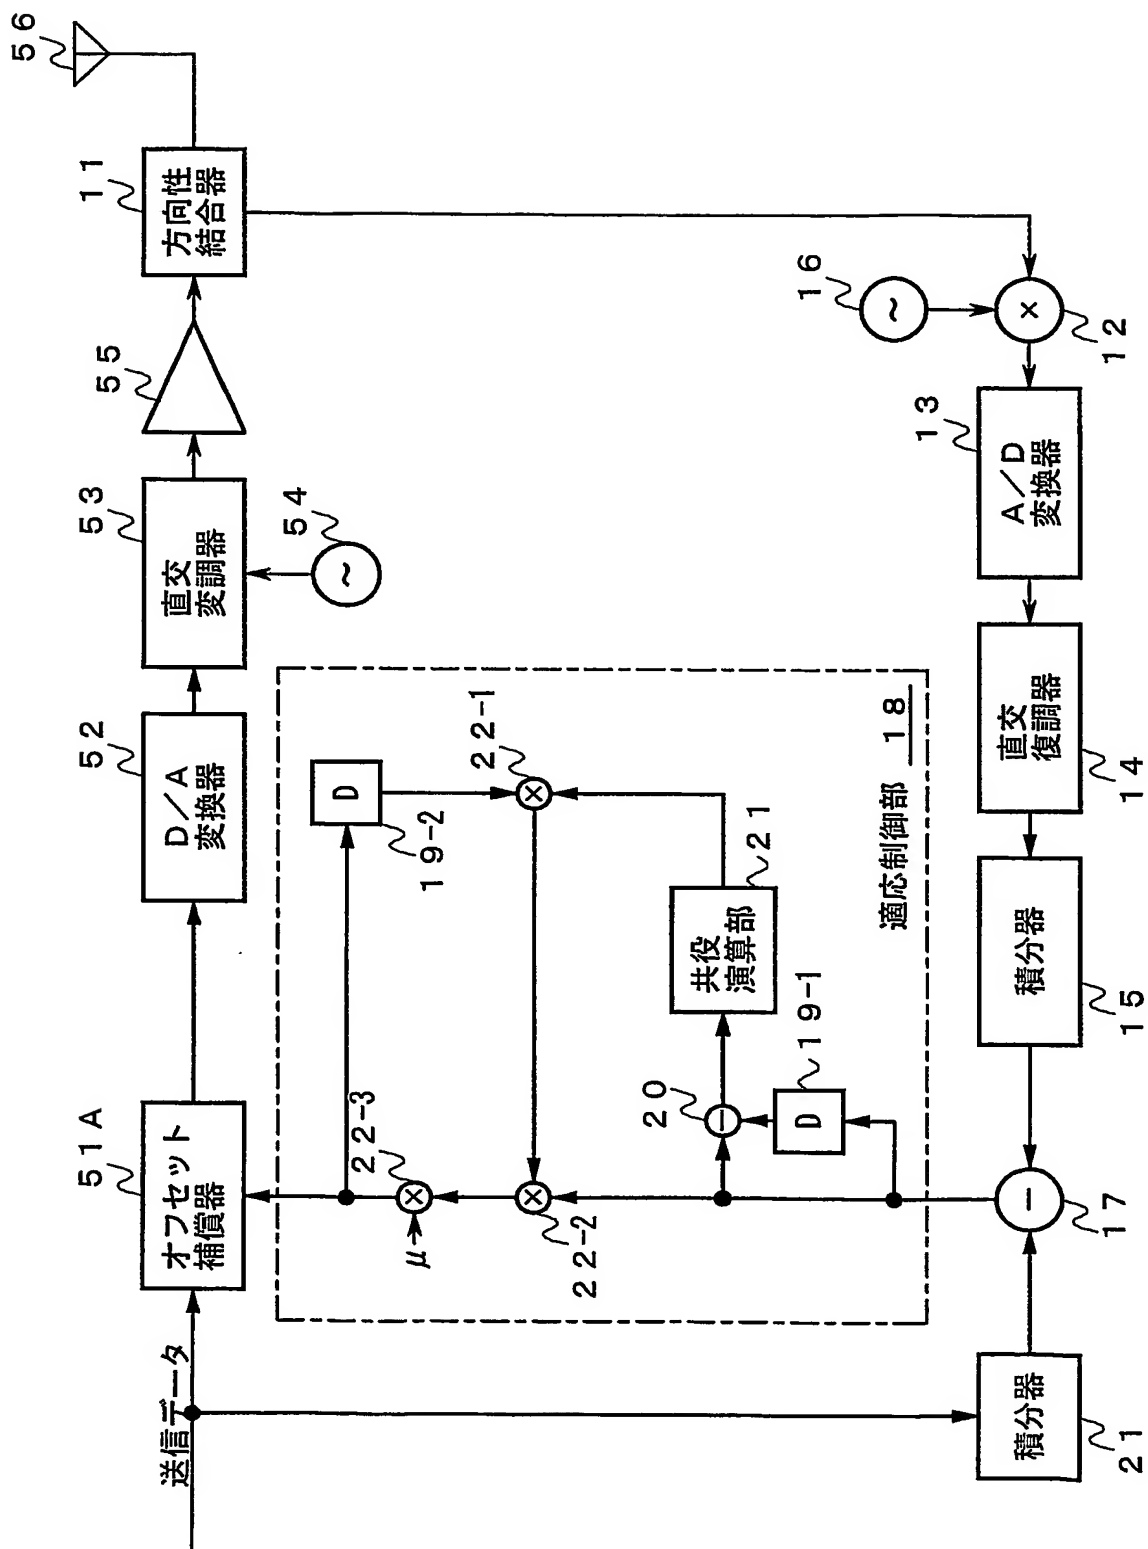 送信データ
51A
オフセット
補償器
52
D/A
変換器
53
直交
変調器
54
~
55
11
方向性
結合器
56
22-3
×
μ
22-2
×
D
19-2
22-1
×
20
−
D
19-1
共役
演算部
21
適応制御部
18
積分器
21
−
17
積分器
15
直交
復調器
14
A/D
変換器
13
16
~
×
12